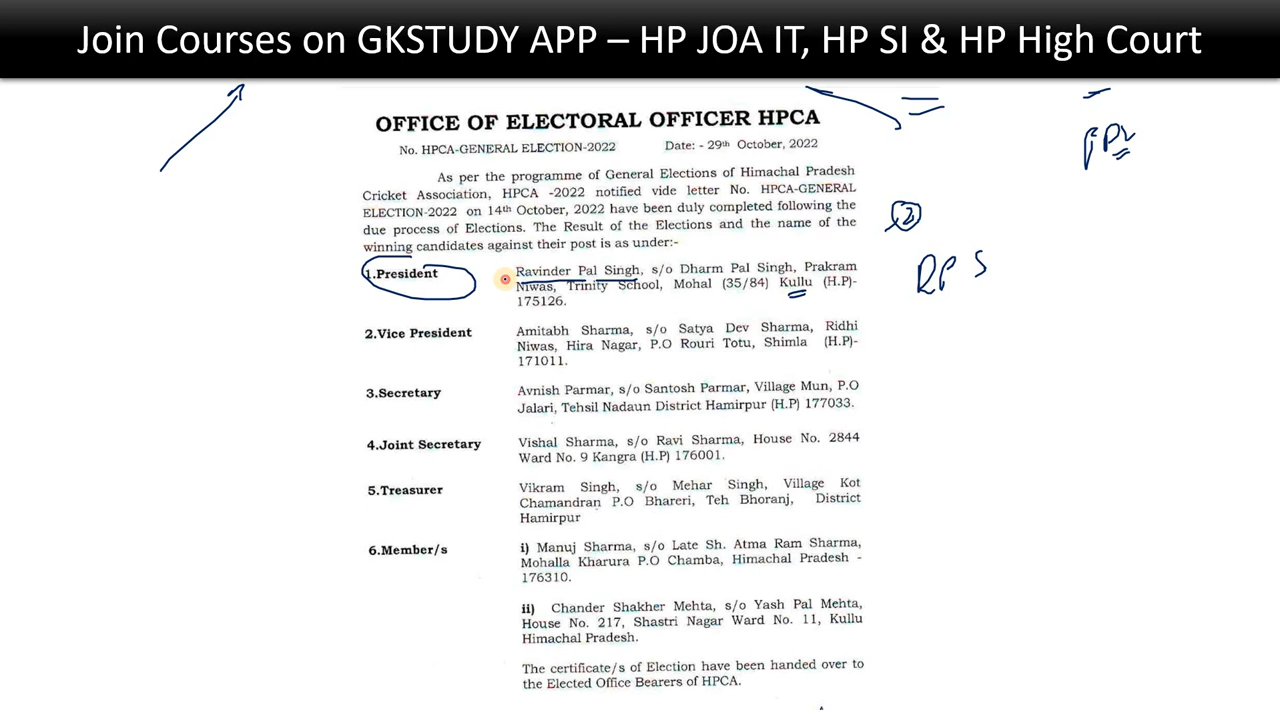 Join Courses on GKSTUDY APP – HP JOA IT, HP SI & HP High Court
OFFICE OF ELECTORAL OFFICER HPCA
No. HPCA-GENERAL ELECTION-2022 Date: - 29th October, 2022
As per the programme of General Elections of Himachal Pradesh
Cricket Association, HPCA -2022 notified vide letter No. HPCA-GENERAL
ELECTION-2022 on 14th October, 2022 have been duly completed following the
due process of Elections. The Result of the Elections and the name of the
winning candidates against their post is as under:-
1.President Ravinder Pal Singh, s/o Dharm Pal Singh, Prakram
Niwas, Trinity School, Mohal (35/84) Kullu (H.P)-
175126.
2.Vice President Amitabh Sharma, s/o Satya Dev Sharma, Ridhi
Niwas, Hira Nagar, P.O Rouri Totu, Shimla (H.P)-
171011.
3.Secretary Avnish Parmar, s/o Santosh Parmar, Village Mun, P.O
Jalari, Tehsil Nadaun District Hamirpur (H.P) 177033.
4.Joint Secretary Vishal Sharma, s/o Ravi Sharma, House No. 2844
Ward No. 9 Kangra (H.P) 176001.
5.Treasurer Vikram Singh, s/o Mehar Singh, Village Kot
Chamandran P.O Bhareri, Teh Bhoranj, District
Hamirpur
6.Member/s i) Manuj Sharma, s/o Late Sh. Atma Ram Sharma,
Mohalla Kharura P.O Chamba, Himachal Pradesh -
176310.
ii) Chander Shakher Mehta, s/o Yash Pal Mehta,
House No. 217, Shastri Nagar Ward No. 11, Kullu
Himachal Pradesh.
The certificate/s of Election have been handed over to
the Elected Office Bearers of HPCA.
2
RP S